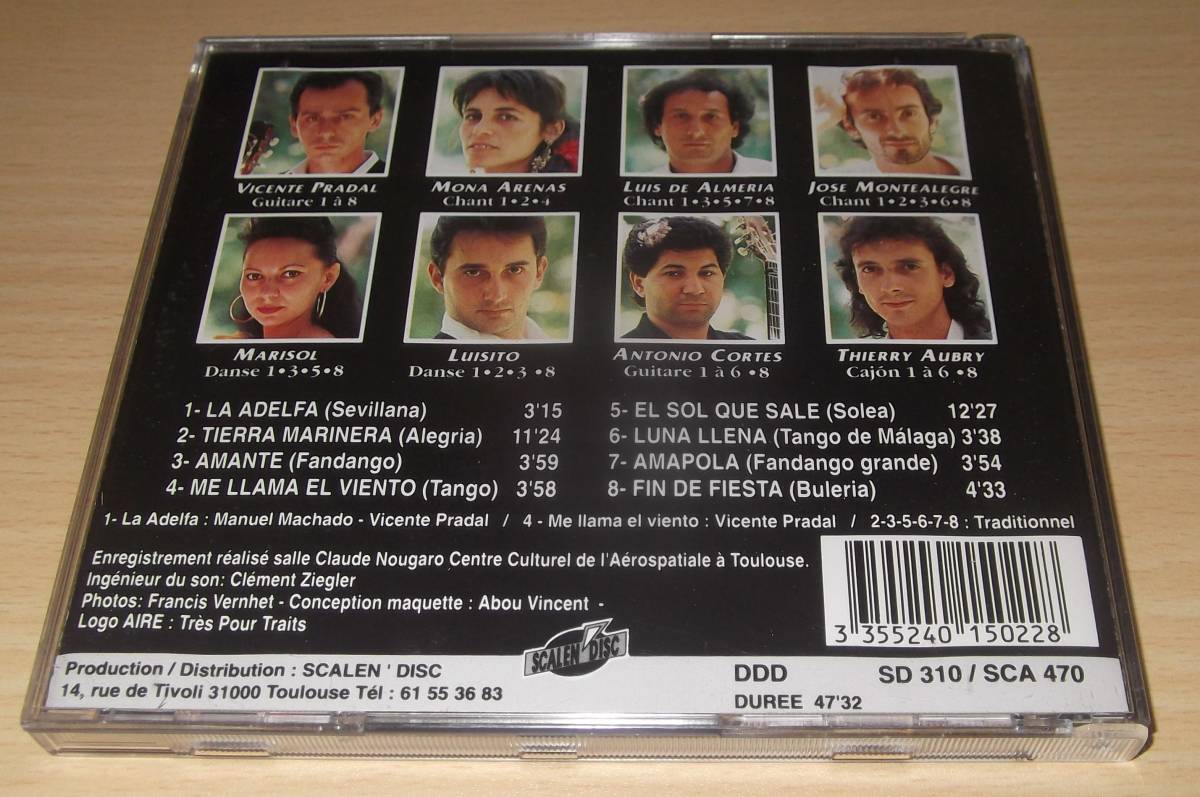 VICENTE PRADAL
Guitare 1 à 8
MONA ARENAS
Chant 1•2•4
LUIS DE ALMERIA
Chant 1•3•5•7•8
JOSE MONTEALEGRE
Chant 1•2•3•6•8
MARISOL
Danse 1•3•5•8
LUISITO
Danse 1•2•3 •8
ANTONIO CORTES
Guitare 1 à 6 •8
THIERRY AUBRY
Cajón 1 à 6 •8
1- LA ADELFA (Sevillana) 3'15
2- TIERRA MARINERA (Alegria) 11'24
3- AMANTE (Fandango) 3'59
4- ME LLAMA EL VIENTO (Tango) 3'58
5- EL SOL QUE SALE (Solea) 12'27
6- LUNA LLENA (Tango de Málaga) 3'38
7- AMAPOLA (Fandango grande) 3'54
8- FIN DE FIESTA (Buleria) 4'33
1- La Adelfa : Manuel Machado - Vicente Pradal / 4 - Me llama el viento : Vicente Pradal / 2-3-5-6-7-8 : Traditionnel
Enregistrement réalisé salle Claude Nougaro Centre Culturel de l'Aérospatiale à Toulouse.
Ingénieur du son: Clément Ziegler
Photos: Francis Vernhet - Conception maquette : Abou Vincent -
Logo AIRE : Très Pour Traits
3 355240 150228
SCALEN' DISC
Production / Distribution : SCALEN ' DISC
14, rue de Tivoli 31000 Toulouse Tél : 61 55 36 83
DDD SD 310 / SCA 470
DUREE 47'32